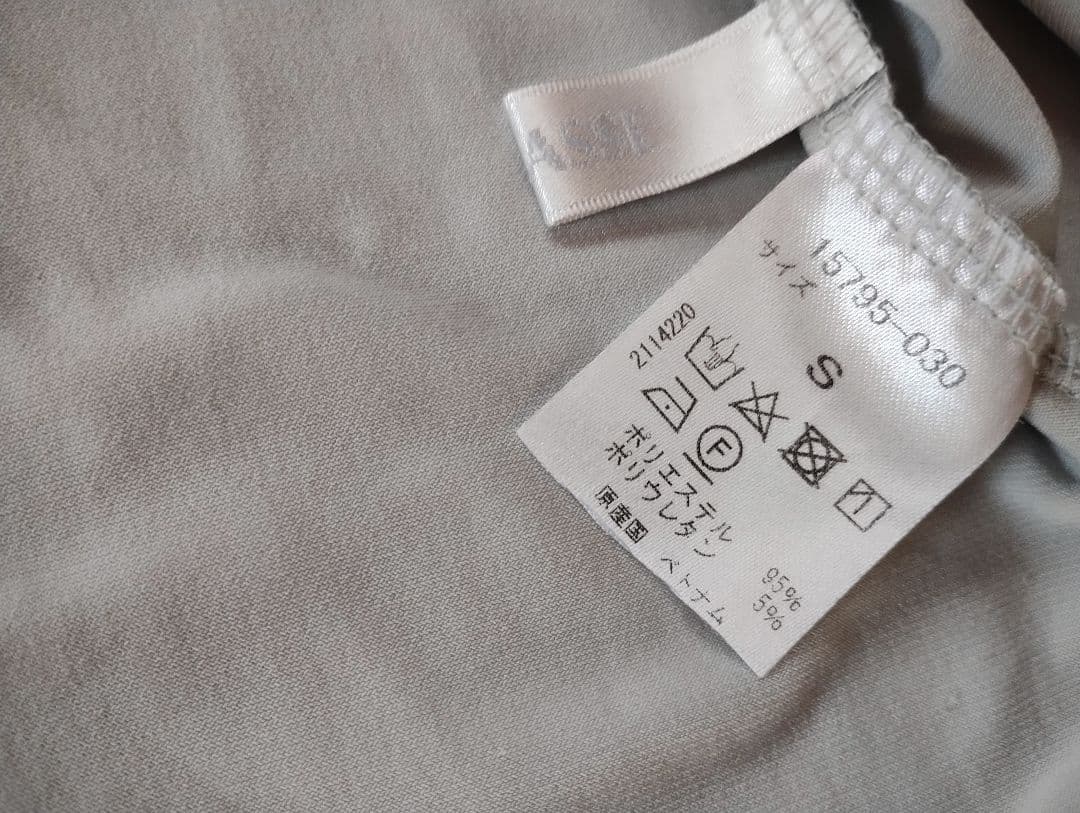 15795-030
サイズ S
2114220
F
ポリエステル 95%
ポリウレタン 5%
原産国 ベトナム